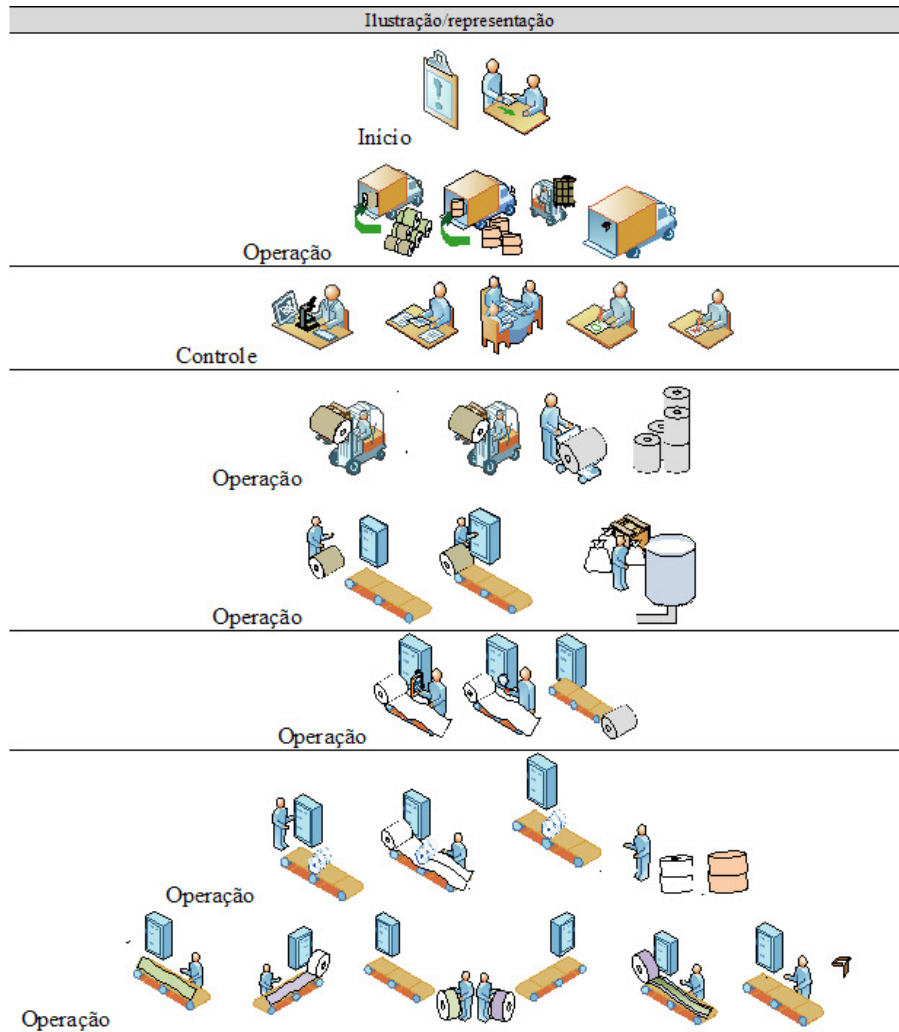 Ilustração/representação
Início
Operação
Controle
Operação
Operação
Operação
Operação
Operação